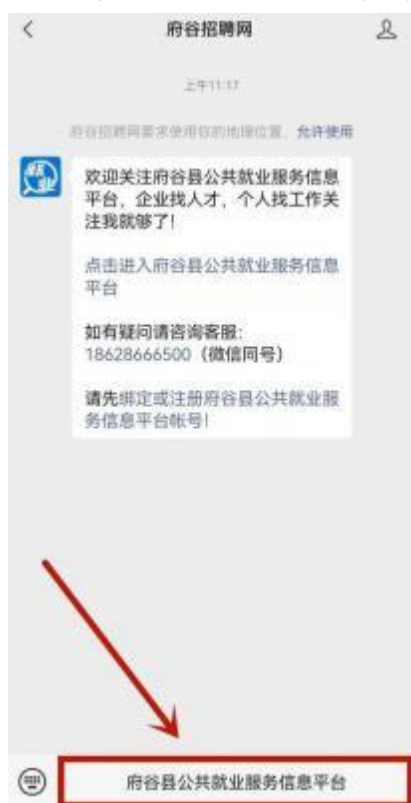 府谷招聘网
上午11:17
府谷招聘网要求使用你的地理位置，允许使用
欢迎关注府谷县公共就业服务信息
平台，企业找人才，个人找工作关
注我就够了!
点击进入府谷县公共就业服务信息
平台
如有疑问请咨询客服:
18628666500（微信同号）
请先绑定或注册府谷县公共就业服
务信息平台帐号!
府谷县公共就业服务信息平台